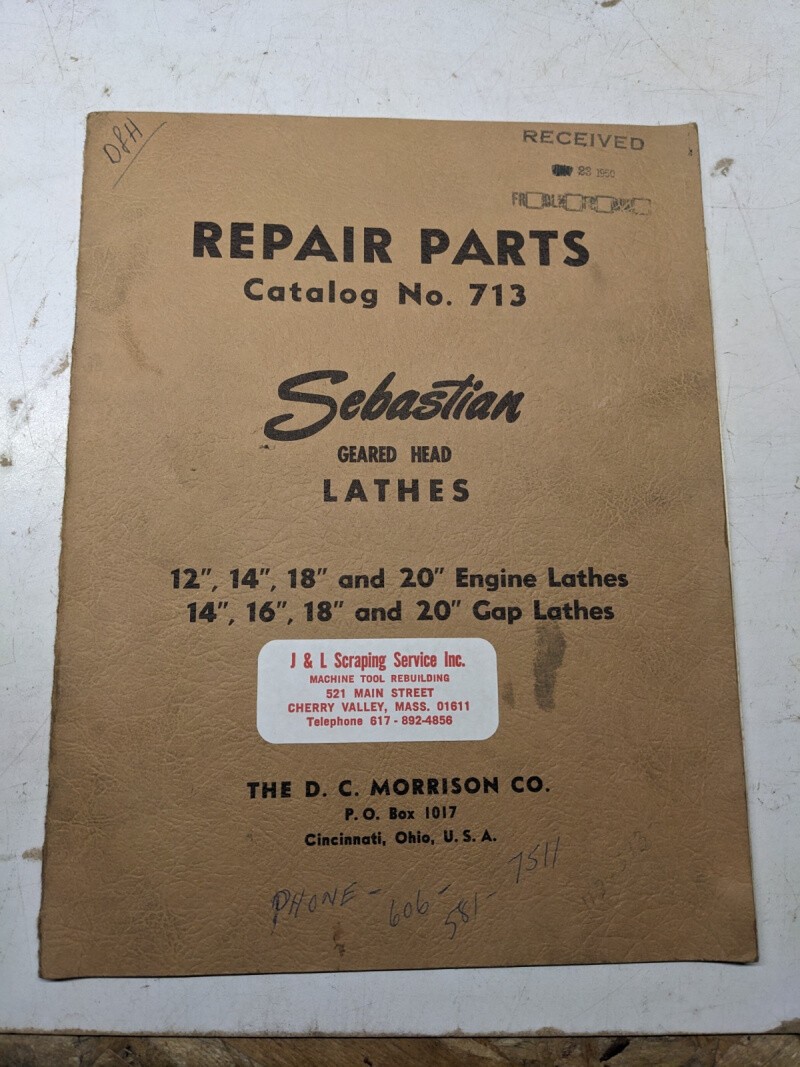 D&H
RECEIVED
23 1950
REPAIR PARTS
Catalog No. 713
Sebastian
GEARED HEAD
LATHES
12", 14", 18" and 20" Engine Lathes
14", 16", 18" and 20" Gap Lathes
J & L Scraping Service Inc.
MACHINE TOOL REBUILDING
521 MAIN STREET
CHERRY VALLEY, MASS. 01611
Telephone 617 - 892-4856
THE D. C. MORRISON CO.
P. O. Box 1017
Cincinnati, Ohio, U. S. A.
PHONE - 606 - 581 - 7511